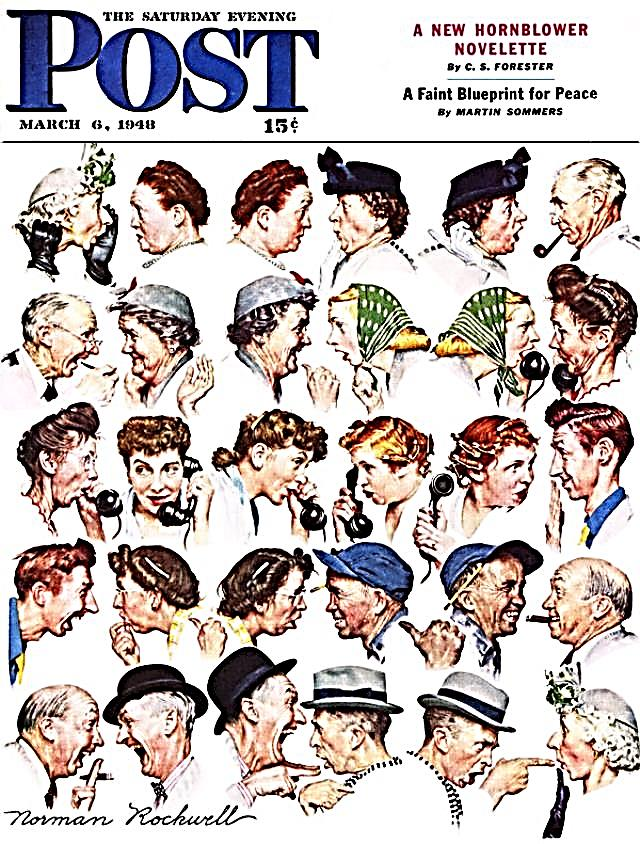 THE SATURDAY EVENING
POST
MARCH 6, 1948 15¢
A NEW HORNBLOWER
NOVELETTE
By C. S. FORESTER
A Faint Blueprint for Peace
By MARTIN SOMMERS
Norman Rockwell